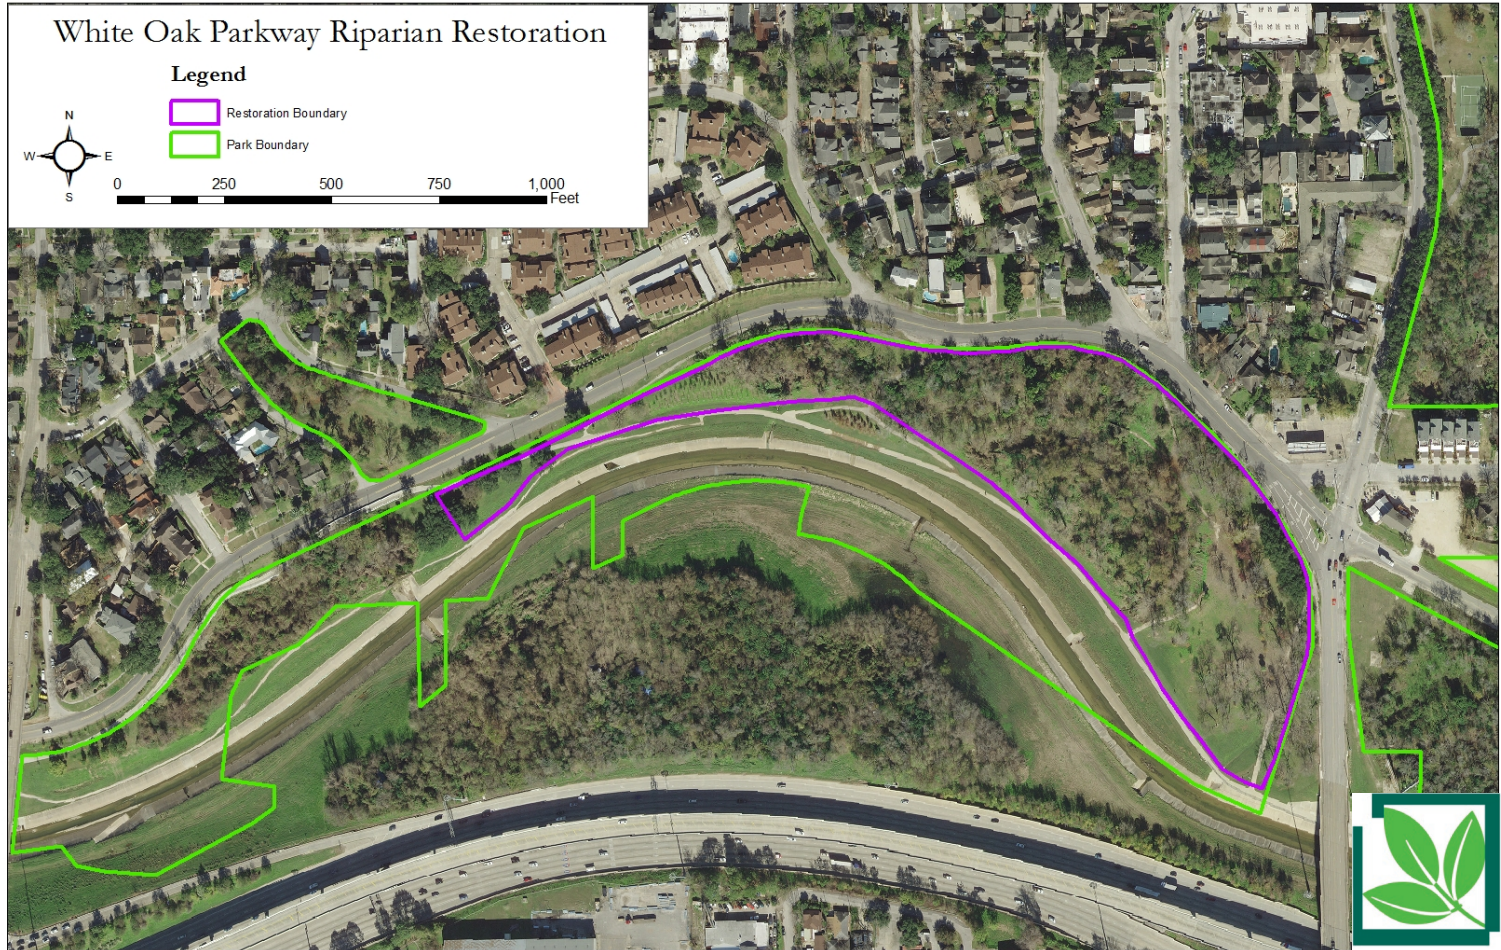 White Oak Parkway Riparian Restoration
Legend
Restoration Boundary
Park Boundary
N
W E
S
0 250 500 750 1,000
Feet